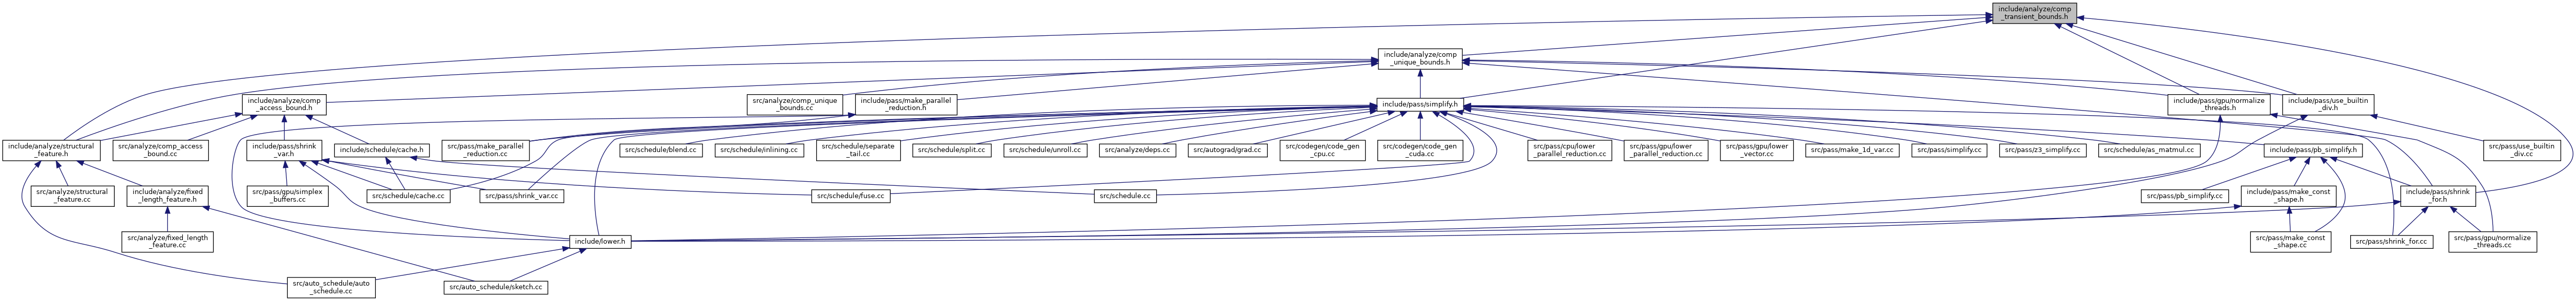 include/analyze/comp
_transient_bounds.h
include/analyze/comp
_unique_bounds.h
include/analyze/comp
_access_bound.h
src/analyze/comp_unique
_bounds.cc
include/pass/make_parallel
_reduction.h
include/pass/simplify.h
include/pass/gpu/normalize
_threads.h
include/pass/use_builtin
_div.h
include/analyze/structural
_feature.h
src/analyze/comp_access
_bound.cc
include/pass/shrink
_var.h
include/schedule/cache.h
src/pass/make_parallel
_reduction.cc
src/schedule/blend.cc
src/schedule/inlining.cc
src/schedule/separate
_tail.cc
src/schedule/split.cc
src/schedule/unroll.cc
src/analyze/deps.cc
src/autograd/grad.cc
src/codegen/code_gen
_cpu.cc
src/codegen/code_gen
_cuda.cc
src/pass/cpu/lower
_parallel_reduction.cc
src/pass/gpu/lower
_parallel_reduction.cc
src/pass/gpu/lower
_vector.cc
src/pass/make_1d_var.cc
src/pass/simplify.cc
src/pass/z3_simplify.cc
src/schedule/as_matmul.cc
include/pass/pb_simplify.h
src/pass/use_builtin
_div.cc
src/analyze/structural
_feature.cc
include/analyze/fixed
_length_feature.h
src/pass/gpu/simplex
_buffers.cc
src/schedule/cache.cc
src/pass/shrink_var.cc
src/schedule/fuse.cc
src/schedule.cc
src/pass/pb_simplify.cc
include/pass/make_const
_shape.h
include/pass/shrink
_for.h
src/analyze/fixed_length
_feature.cc
include/lower.h
src/pass/make_const
_shape.cc
src/pass/shrink_for.cc
src/pass/gpu/normalize
_threads.cc
src/auto_schedule/auto
_schedule.cc
src/auto_schedule/sketch.cc